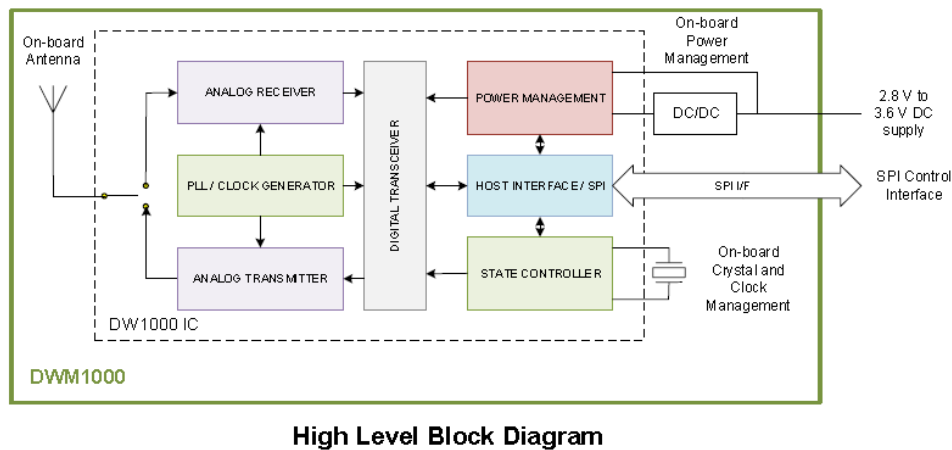 On-board
Antenna
ANALOG RECEIVER
PLL / CLOCK GENERATOR
ANALOG TRANSMITTER
DIGITAL TRANSCEIVER
POWER MANAGEMENT
HOST INTERFACE / SPI
STATE CONTROLLER
On-board
Power
Management
DC/DC
2.8 V to
3.6 V DC
supply
SPI I/F
SPI Control
Interface
On-board
Crystal and
Clock
Management
DW1000 IC
DWM1000
High Level Block Diagram